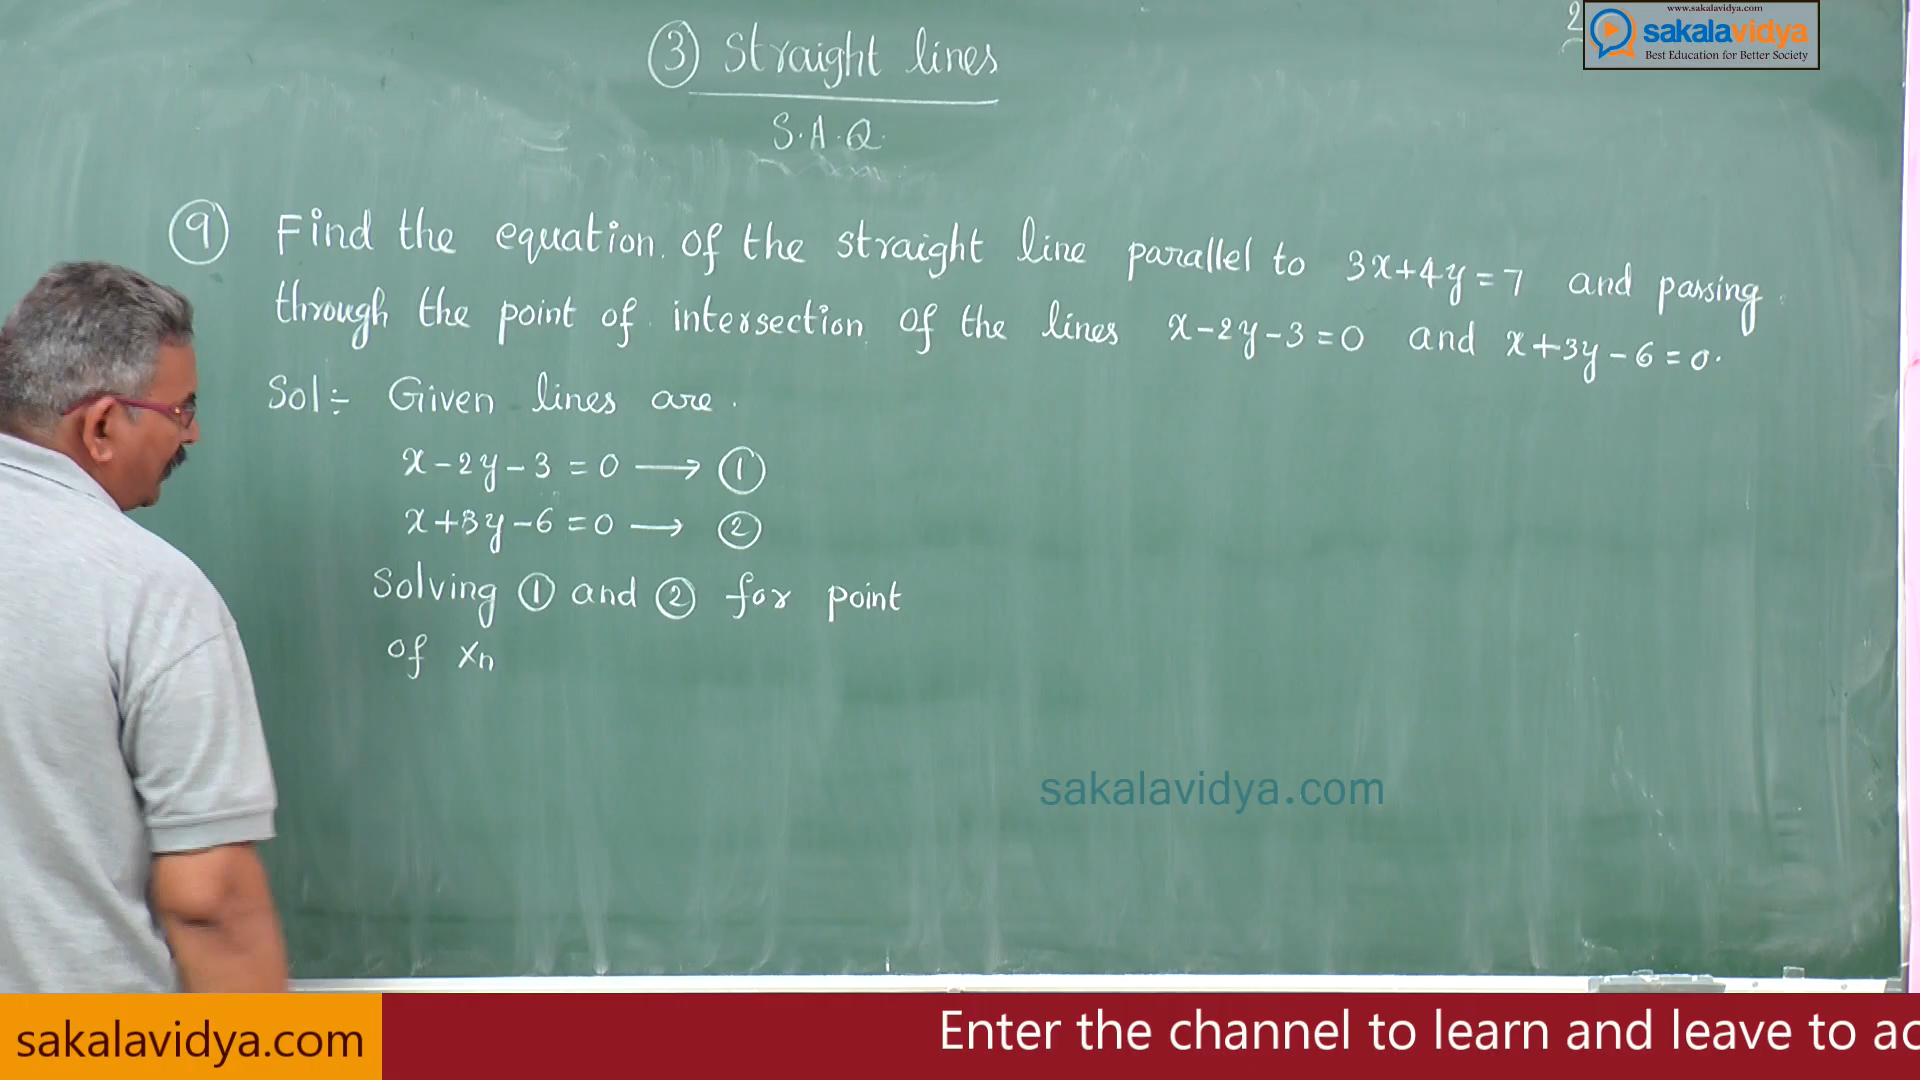 ③ Straight lines
S.A.Q.
2
www.sakalavidya.com
sakalavidya
Best Education for Better Society
⑨ Find the equation of the straight line parallel to 3x+4y=7 and passing
through the point of intersection of the lines x-2y-3=0 and x+3y-6=0.
Sol÷ Given lines are.
x-2y-3=0 → ①
x+3y-6=0 → ②
Solving ① and ② for point
of xn
sakalavidya.com
sakalavidya.com
Enter the channel to learn and leave to ac